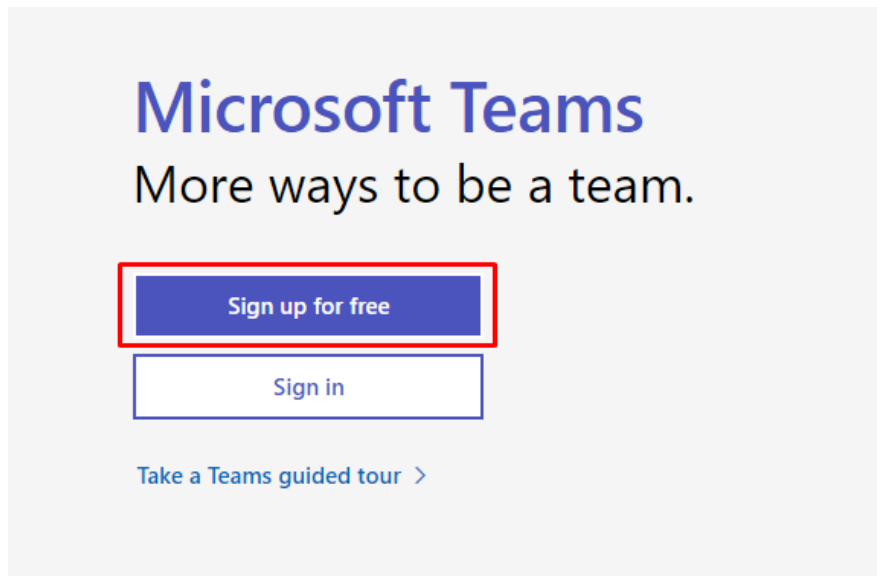 Microsoft Teams
More ways to be a team.
Sign up for free
Sign in
Take a Teams guided tour >